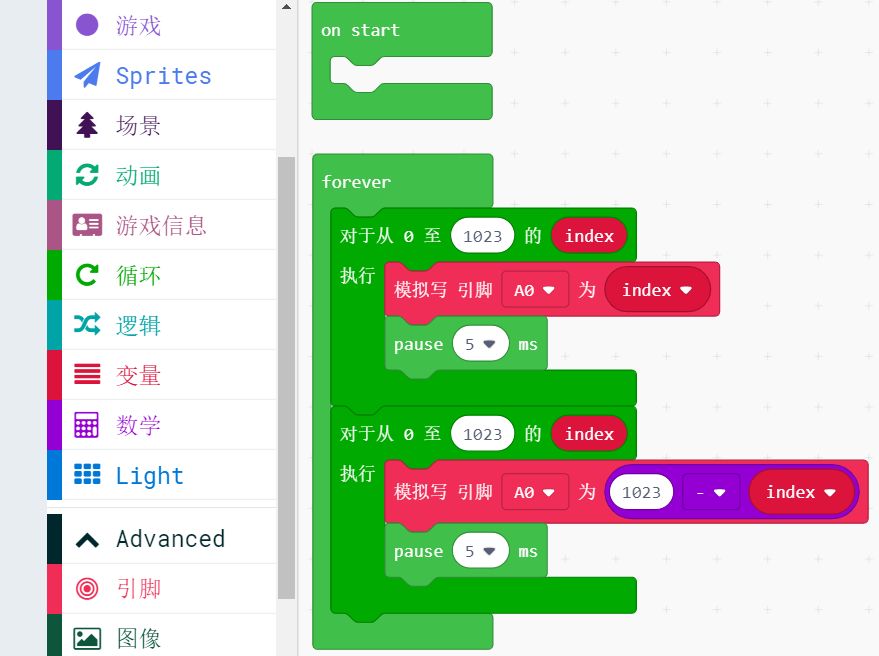 游戏
Sprites
场景
动画
游戏信息
循环
逻辑
变量
数学
Light
Advanced
引脚
图像
on start
forever
对于从 0 至 1023 的 index
执行
模拟写 引脚 A0 为 index
pause 5 ms
对于从 0 至 1023 的 index
执行
模拟写 引脚 A0 为 1023 - index
pause 5 ms